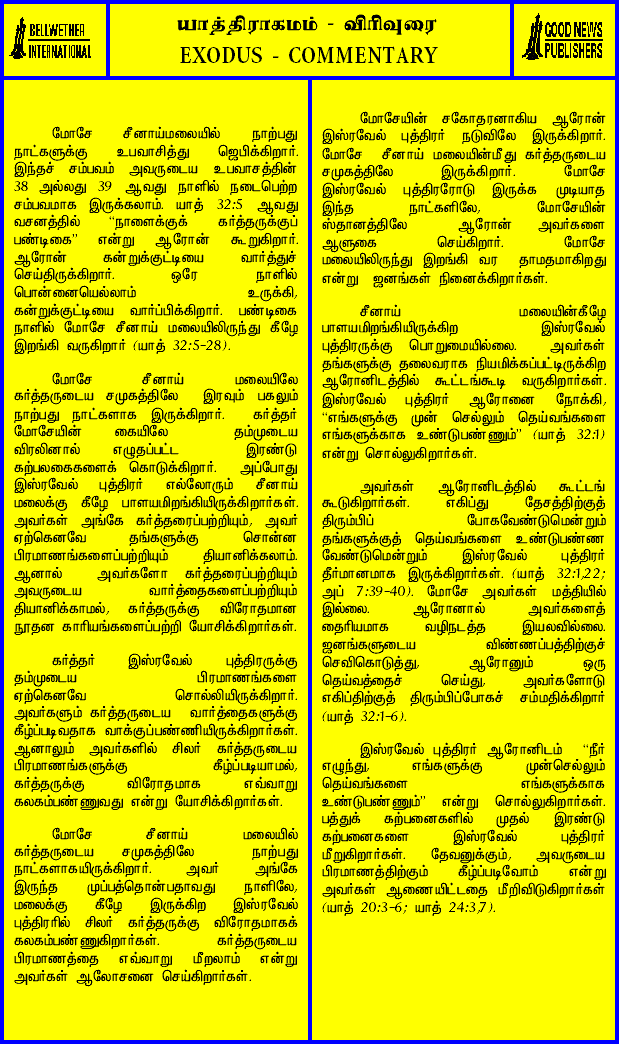 BELLWETHER
INTERNATIONAL
யாத்திராகமம் - விரிவுரை
EXODUS - COMMENTARY
GOOD NEWS
PUBLISHERS
மோசே சீனாய்மலையில் நாற்பது
நாட்களுக்கு உபவாசித்து ஜெபிக்கிறார்.
இந்தச் சம்பவம் அவருடைய உபவாசத்தின்
38 அல்லது 39 ஆவது நாளில் நடைபெற்ற
சம்பவமாக இருக்கலாம். யாத் 32:5 ஆவது
வசனத்தில் “நாளைக்குக் கர்த்தருக்குப்
பண்டிகை” என்று ஆரோன் கூறுகிறார்.
ஆரோன் கன்றுக்குட்டியை வார்த்துச்
செய்திருக்கிறார். ஒரே நாளில்
பொன்னையெல்லாம் உருக்கி,
கன்றுக்குட்டியை வார்ப்பிக்கிறார். பண்டிகை
நாளில் மோசே சீனாய் மலையிலிருந்து கீழே
இறங்கி வருகிறார் (யாத் 32:5-28).
மோசே சீனாய் மலையிலே
கர்த்தருடைய சமுகத்திலே இரவும் பகலும்
நாற்பது நாட்களாக இருக்கிறார். கர்த்தர்
மோசேயின் கையிலே தம்முடைய
விரலினால் எழுதப்பட்ட இரண்டு
கற்பலகைகளைக் கொடுக்கிறார். அப்போது
இஸ்ரவேல் புத்திரர் எல்லோரும் சீனாய்
மலைக்கு கீழே பாளயமிறங்கியிருக்கிறார்கள்.
அவர்கள் அங்கே கர்த்தரைப்பற்றியும், அவர்
ஏற்கெனவே தங்களுக்கு சொன்ன
பிரமாணங்களைப்பற்றியும் தியானிக்கலாம்.
ஆனால் அவர்களோ கர்த்தரைப்பற்றியும்
அவருடைய வார்த்தைகளைப்பற்றியும்
தியானிக்காமல், கர்த்தருக்கு விரோதமான
நூதன காரியங்களைப்பற்றி யோசிக்கிறார்கள்.
கர்த்தர் இஸ்ரவேல் புத்திரருக்கு
தம்முடைய பிரமாணங்களை
ஏற்கெனவே சொல்லியிருக்கிறார்.
அவர்களும் கர்த்தருடைய வார்த்தைகளுக்கு
கீழ்ப்படிவதாக வாக்குப்பண்ணியிருக்கிறார்கள்.
ஆனாலும் அவர்களில் சிலர் கர்த்தருடைய
பிரமாணங்களுக்கு கீழ்ப்படியாமல்,
கர்த்தருக்கு விரோதமாக எவ்வாறு
கலகம்பண்ணுவது என்று யோசிக்கிறார்கள்.
மோசே சீனாய் மலையில்
கர்த்தருடைய சமுகத்திலே நாற்பது
நாட்களாகயிருக்கிறார். அவர் அங்கே
இருந்த முப்பத்தொன்பதாவது நாளிலே,
மலைக்கு கீழே இருக்கிற இஸ்ரவேல்
புத்திரரில் சிலர் கர்த்தருக்கு விரோதமாகக்
கலகம்பண்ணுகிறார்கள். கர்த்தருடைய
பிரமாணத்தை எவ்வாறு மீறலாம் என்று
அவர்கள் ஆலோசனை செய்கிறார்கள்.
மோசேயின் சகோதரனாகிய ஆரோன்
இஸ்ரவேல் புத்திரர் நடுவிலே இருக்கிறார்.
மோசே சீனாய் மலையின்மீது கர்த்தருடைய
சமுகத்திலே இருக்கிறார். மோசே
இஸ்ரவேல் புத்திரரோடு இருக்க முடியாத
இந்த நாட்களிலே, மோசேயின்
ஸ்தானத்திலே ஆரோன் அவர்களை
ஆளுகை செய்கிறார். மோசே
மலையிலிருந்து இறங்கி வர தாமதமாகிறது
என்று ஜனங்கள் நினைக்கிறார்கள்.
சீனாய் மலையின்கீழே
பாளயமிறங்கியிருக்கிற இஸ்ரவேல்
புத்திரருக்கு பொறுமையில்லை. அவர்கள்
தங்களுக்கு தலைவராக நியமிக்கப்பட்டிருக்கிற
ஆரோனிடத்தில் கூட்டங்கூடி வருகிறார்கள்.
இஸ்ரவேல் புத்திரர் ஆரோனை நோக்கி,
“எங்களுக்கு முன் செல்லும் தெய்வங்களை
எங்களுக்காக உண்டுபண்ணும்” (யாத் 32:1)
என்று சொல்லுகிறார்கள்.
அவர்கள் ஆரோனிடத்தில் கூட்டங்
கூடுகிறார்கள். எகிப்து தேசத்திற்குத்
திரும்பிப் போகவேண்டுமென்றும்
தங்களுக்குத் தெய்வங்களை உண்டுபண்ண
வேண்டுமென்றும் இஸ்ரவேல் புத்திரர்
தீர்மானமாக இருக்கிறார்கள். (யாத் 32:1,22;
அப் 7:39-40). மோசே அவர்கள் மத்தியில்
இல்லை. ஆரோனால் அவர்களைத்
தைரியமாக வழிநடத்த இயலவில்லை.
ஜனங்களுடைய விண்ணப்பத்திற்குச்
செவிகொடுத்து, ஆரோனும் ஒரு
தெய்வத்தைச் செய்து, அவர்களோடு
எகிப்திற்குத் திரும்பிப்போகச் சம்மதிக்கிறார்
(யாத் 32:1-6).
இஸ்ரவேல் புத்திரர் ஆரோனிடம் “நீர்
எழுந்து, எங்களுக்கு முன்செல்லும்
தெய்வங்களை எங்களுக்காக
உண்டுபண்ணும்” என்று சொல்லுகிறார்கள்.
பத்துக் கற்பனைகளில் முதல் இரண்டு
கற்பனைகளை இஸ்ரவேல் புத்திரர்
மீறுகிறார்கள். தேவனுக்கும், அவருடைய
பிரமாணத்திற்கும் கீழ்ப்படிவோம் என்று
அவர்கள் ஆணையிட்டதை மீறிவிடுகிறார்கள்
(யாத் 20:3-6; யாத் 24:3,7).